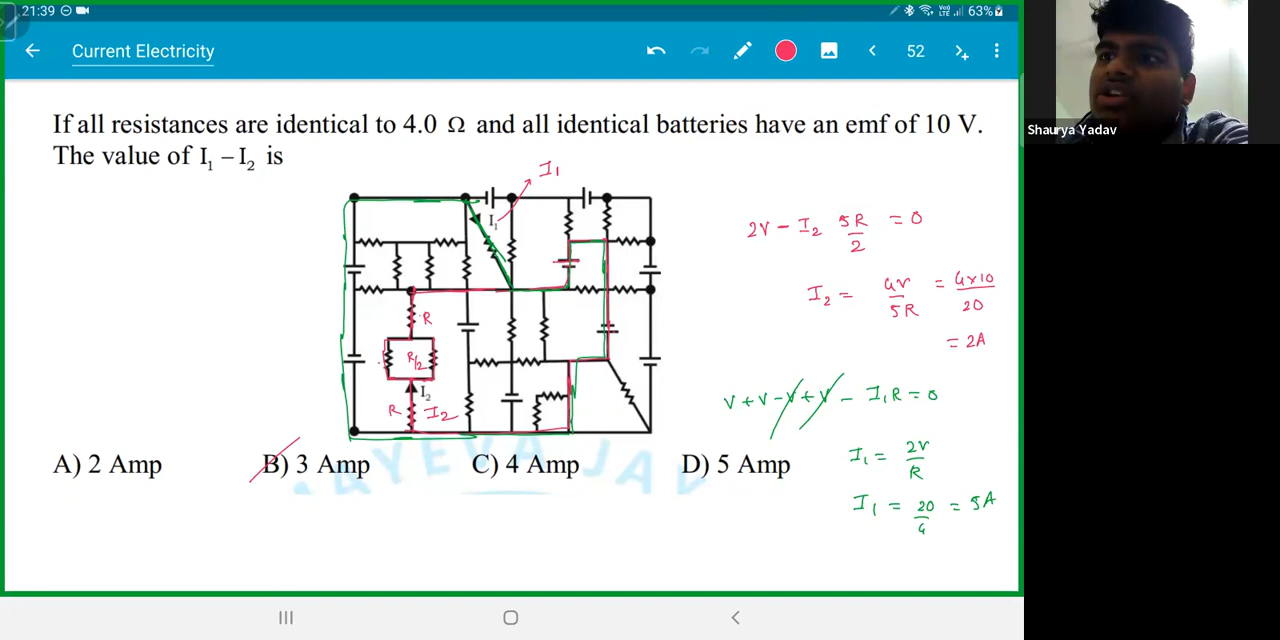 21:39
63%
Current Electricity
52
If all resistances are identical to 4.0 Ω and all identical batteries have an emf of 10 V.
The value of I₁ – I₂ is
I₁
I₁
R
R/2
I₂
R I₂
2V – I₂ 5R/2 = 0
I₂ = 4V/5R = 4×10/20
= 2A
V + V – V + V – I₁R = 0
I₁ = 2V/R
I₁ = 20/4 = 5A
A) 2 Amp B) 3 Amp C) 4 Amp D) 5 Amp
Shaurya Yadav